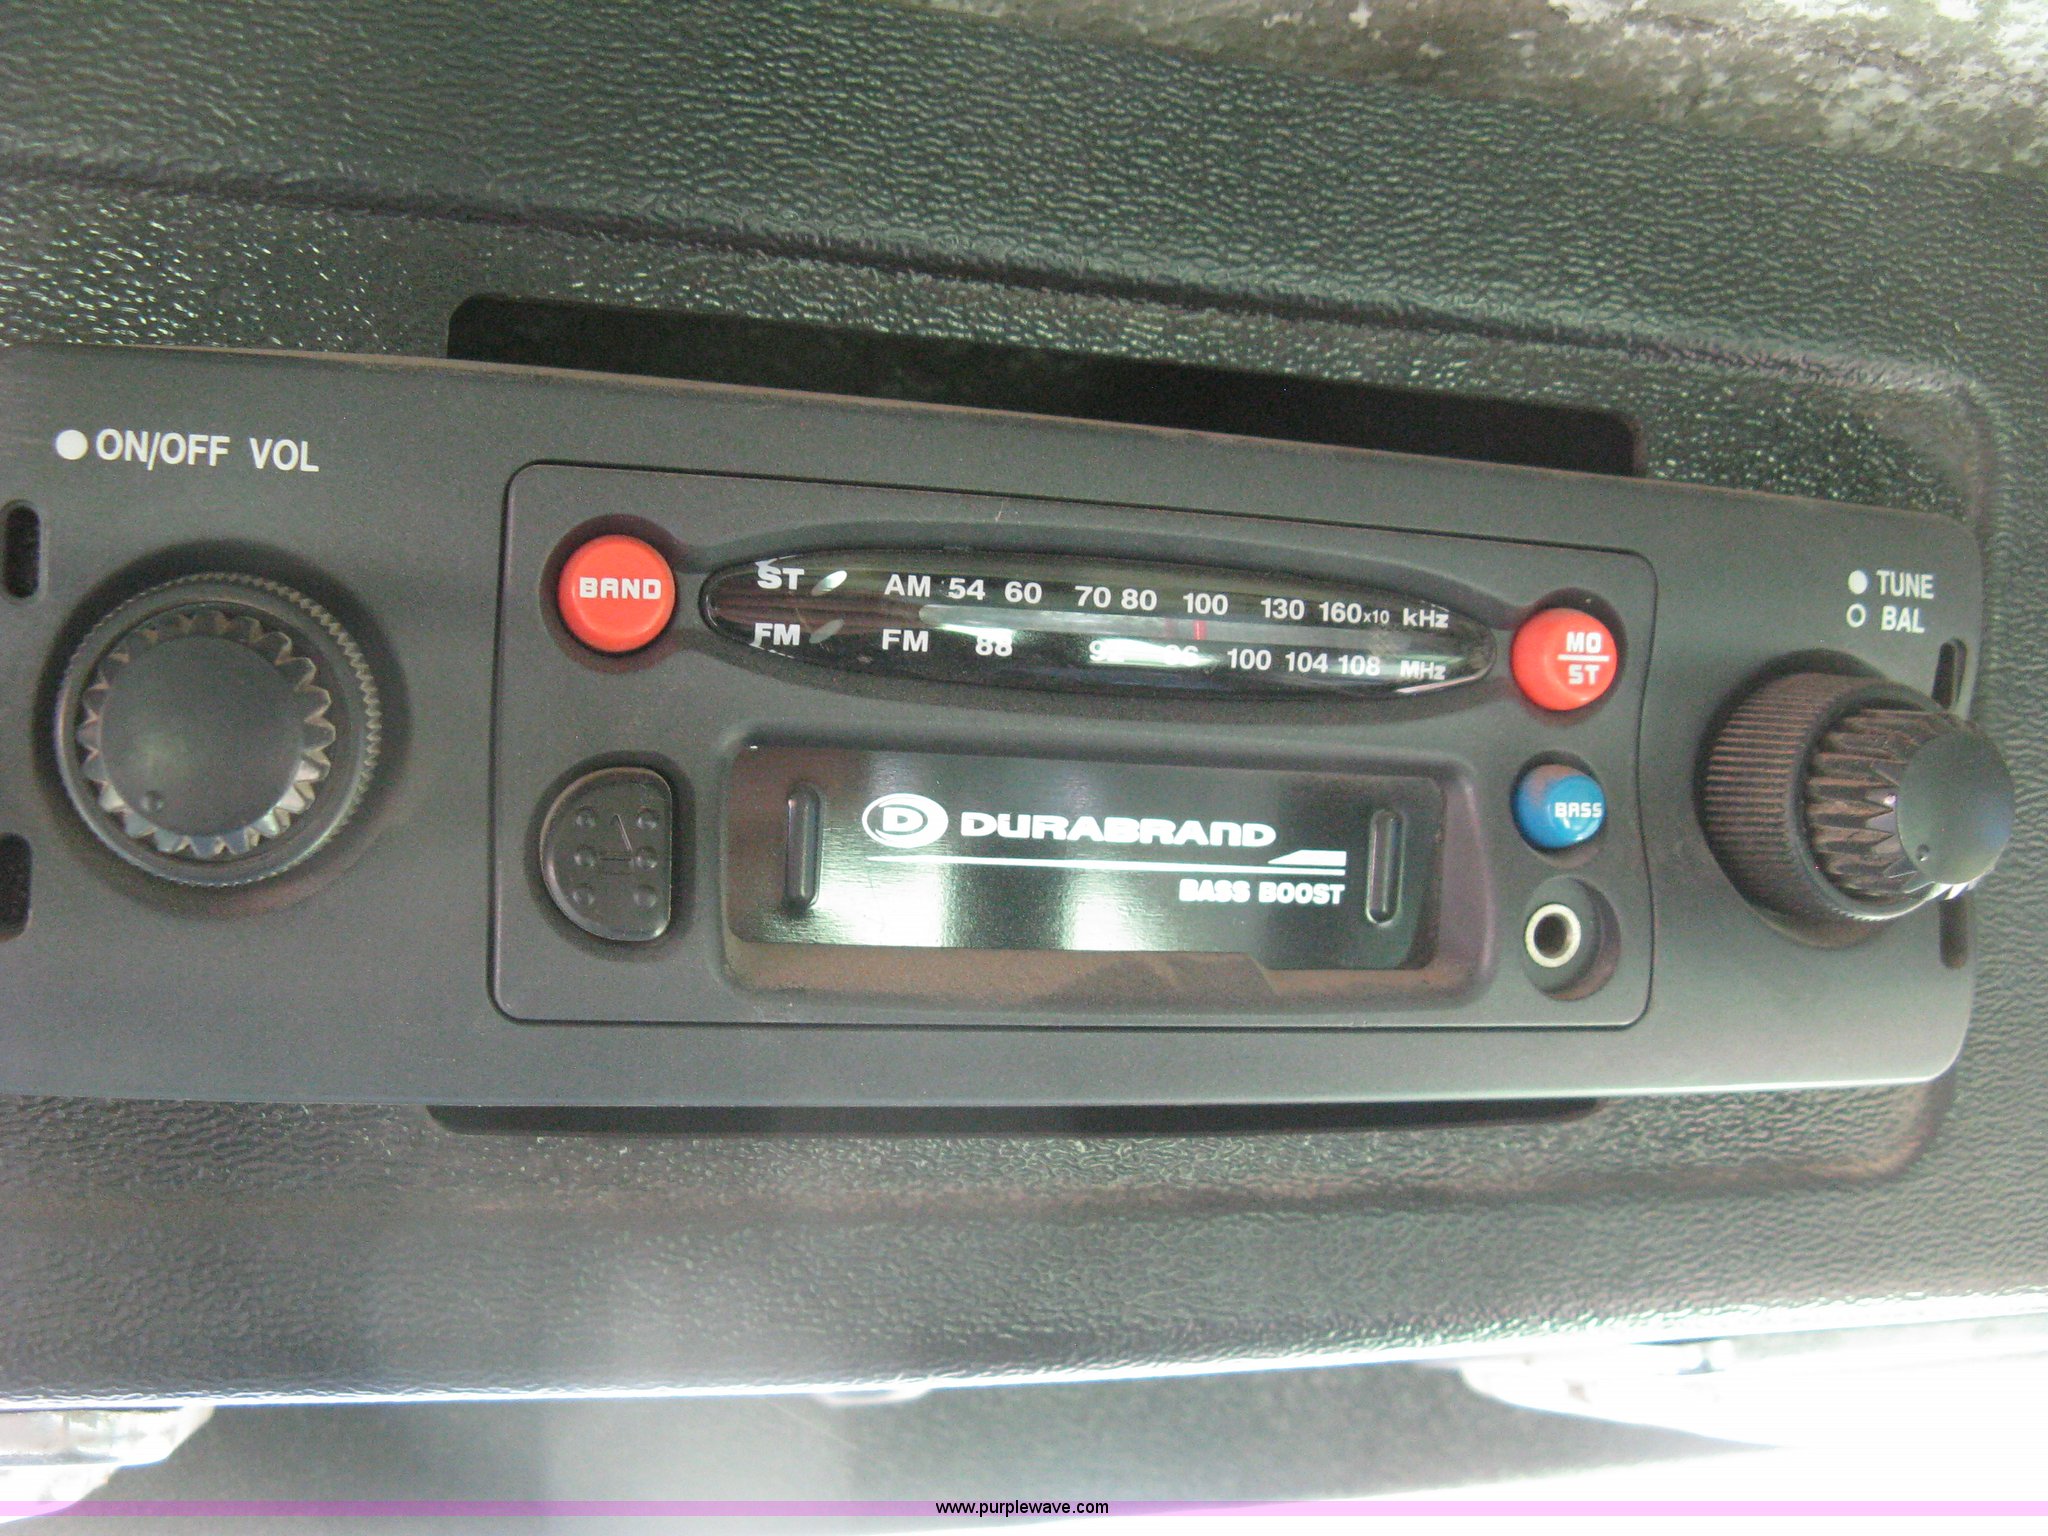 ON/OFF VOL
BAND
ST AM 54 60 70 80 100 130 160x10 kHz
FM FM 88 96 100 104 108 MHz
MO
ST
TUNE
BAL
D DURABRAND
BASS BOOST
BASS
www.purplewave.com